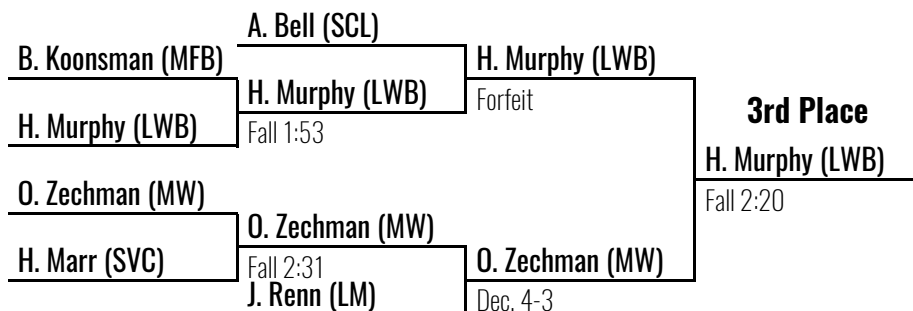 A. Bell (SCL)
B. Koonsman (MFB)
H. Murphy (LWB)
H. Murphy (LWB)
Forfeit
3rd Place
H. Murphy (LWB)
Fall 1:53
H. Murphy (LWB)
Fall 2:20
O. Zechman (MW)
O. Zechman (MW)
H. Marr (SVC)
Fall 2:31
O. Zechman (MW)
J. Renn (LM)
Dec. 4-3